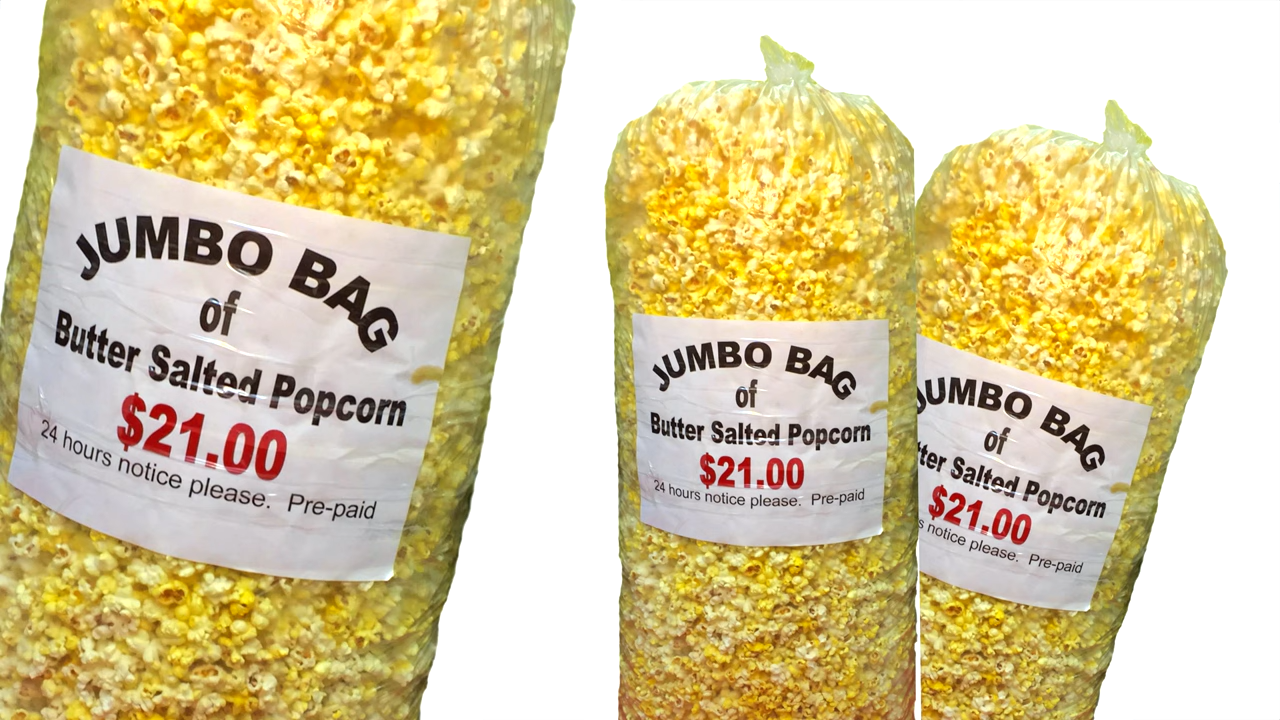 JUMBO BAG
of
Butter Salted Popcorn
$21.00
24 hours notice please. Pre-paid
JUMBO BAG
of
Butter Salted Popcorn
$21.00
24 hours notice please. Pre-paid
JUMBO BAG
of
tter Salted Popcorn
$21.00
s notice please. Pre-paid